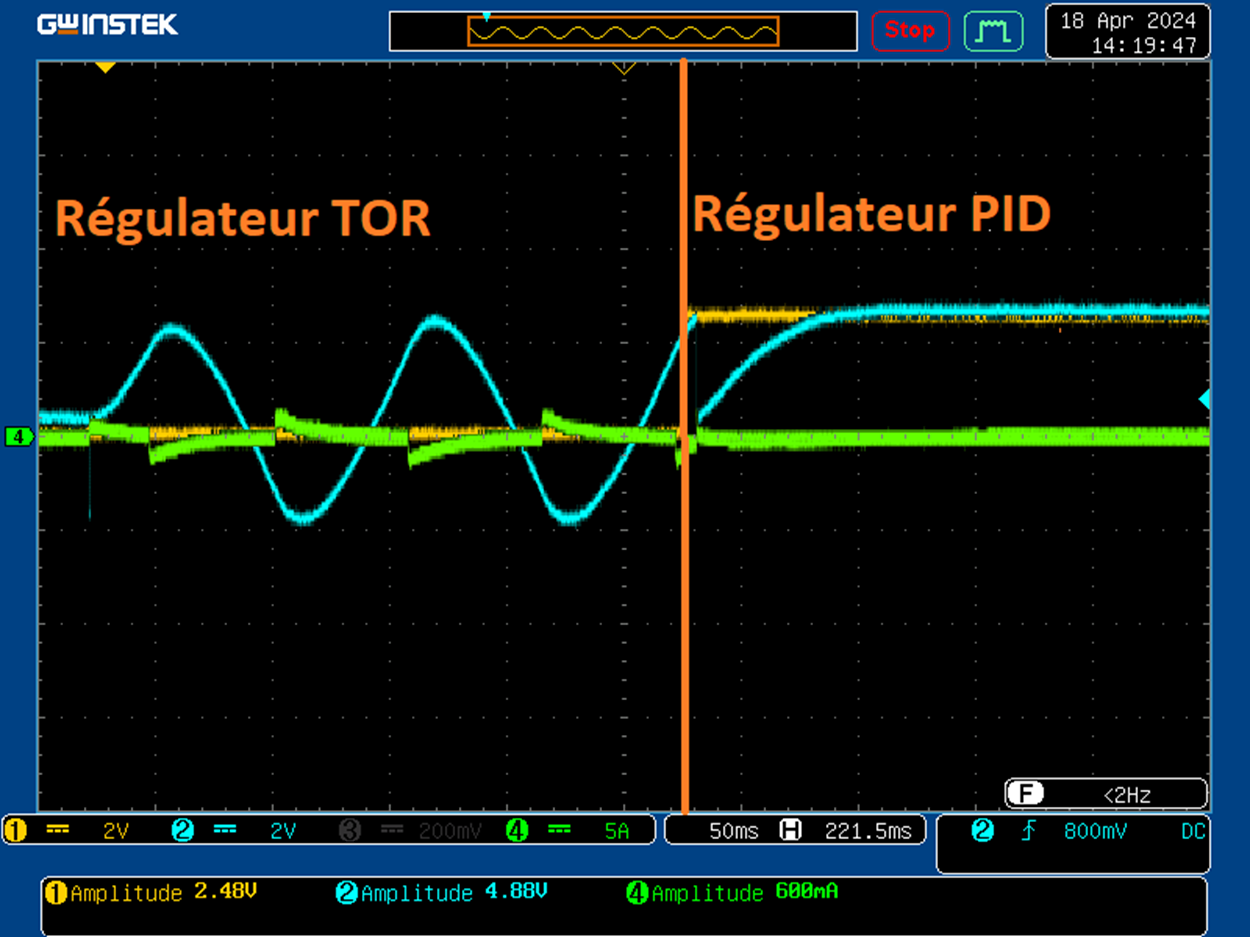 GWINSTEK
Stop
18 Apr 2024
14:19:47
Régulateur TOR
Régulateur PID
4
F <2Hz
1 2V 2 2V 3 200mV 4 5A
50ms H 221.5ms
2 800mV DC
1 Amplitude 2.48V 2 Amplitude 4.88V 4 Amplitude 600mA